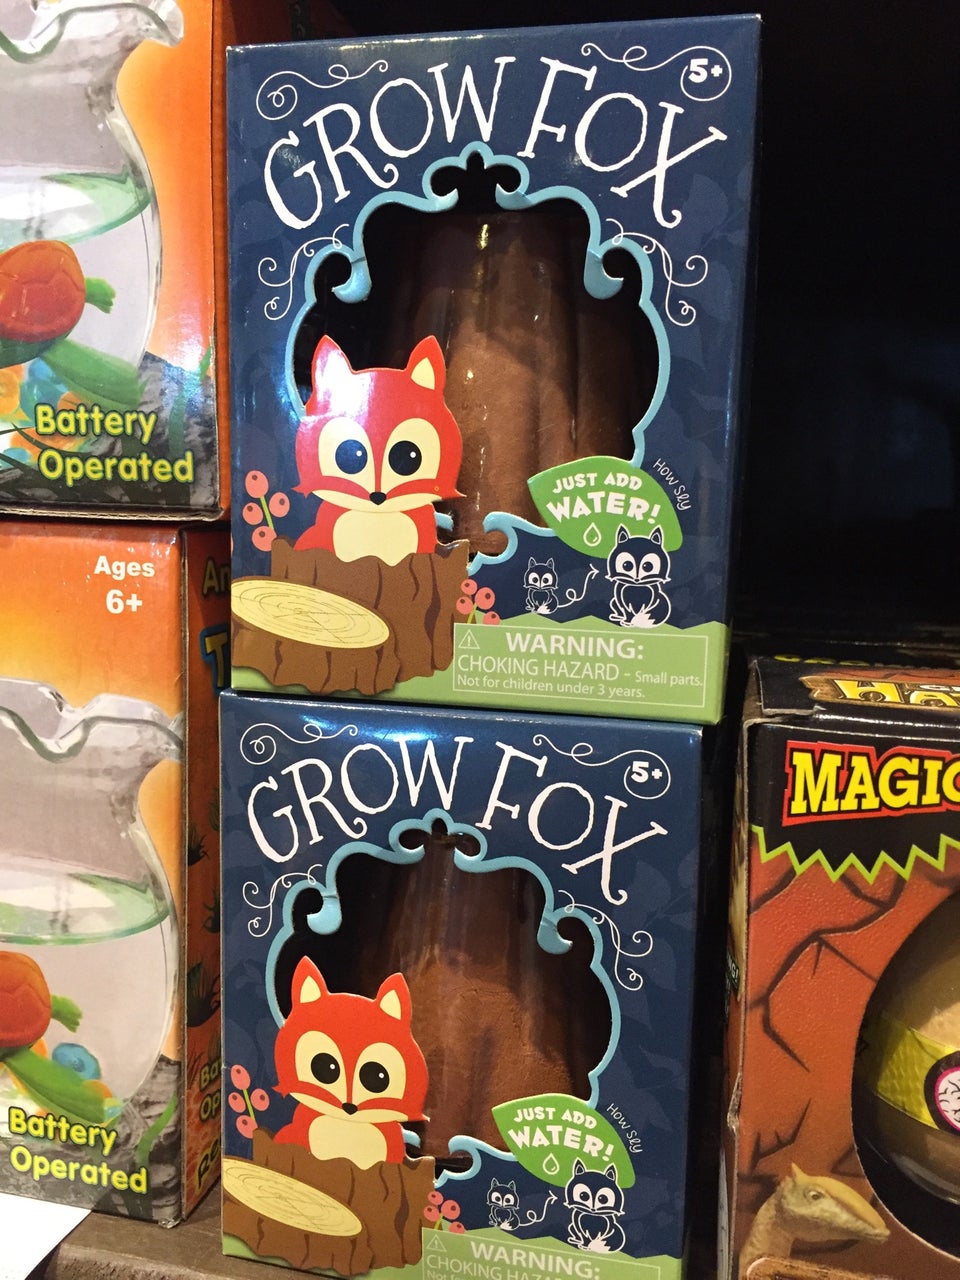 Battery
Operated
GROW FOX
5+
JUST ADD
WATER!
HOW SLY
WARNING:
CHOKING HAZARD - Small parts.
Not for children under 3 years.
Ages
6+
Battery
Operated
GROW FOX
5+
JUST ADD
WATER!
HOW SLY
WARNING:
MAGIC